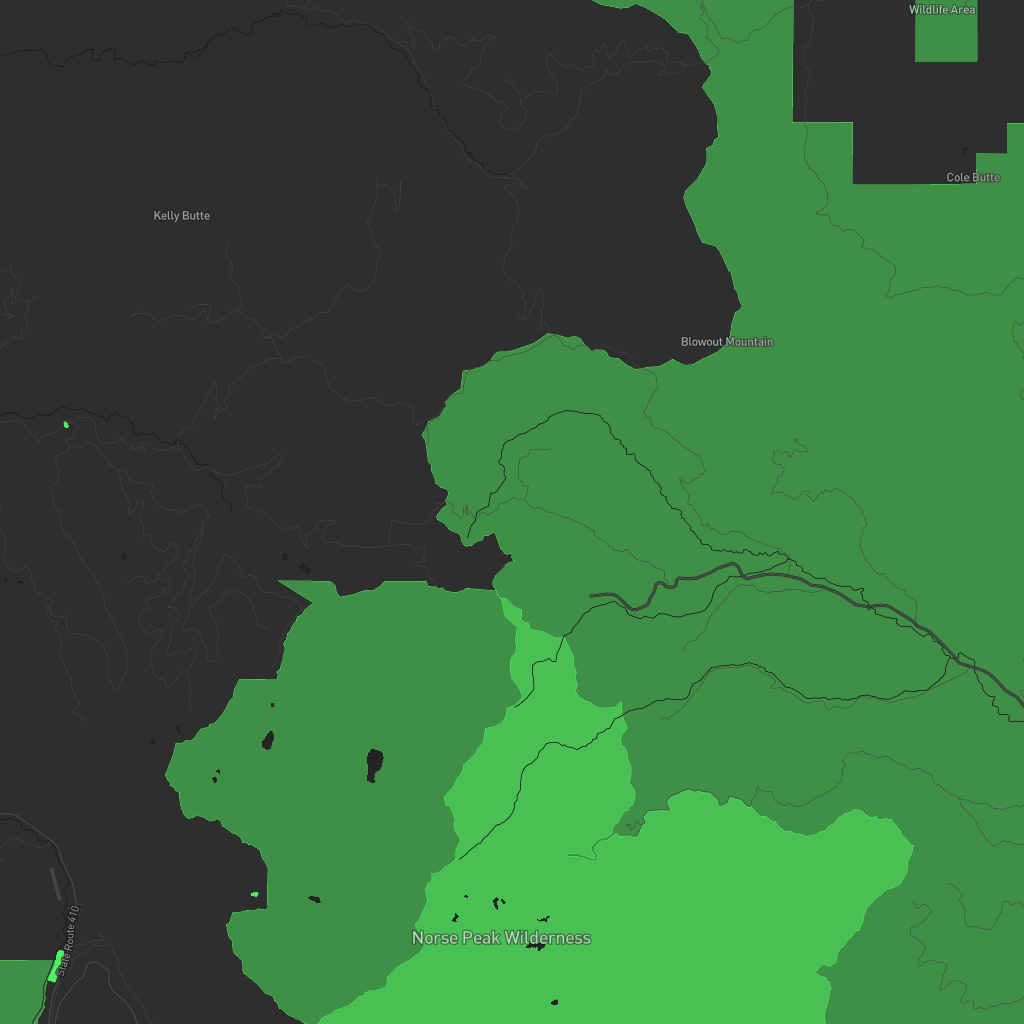 Wildlife Area
Cole Butte
Kelly Butte
Blowout Mountain
State Route 410
Norse Peak Wilderness